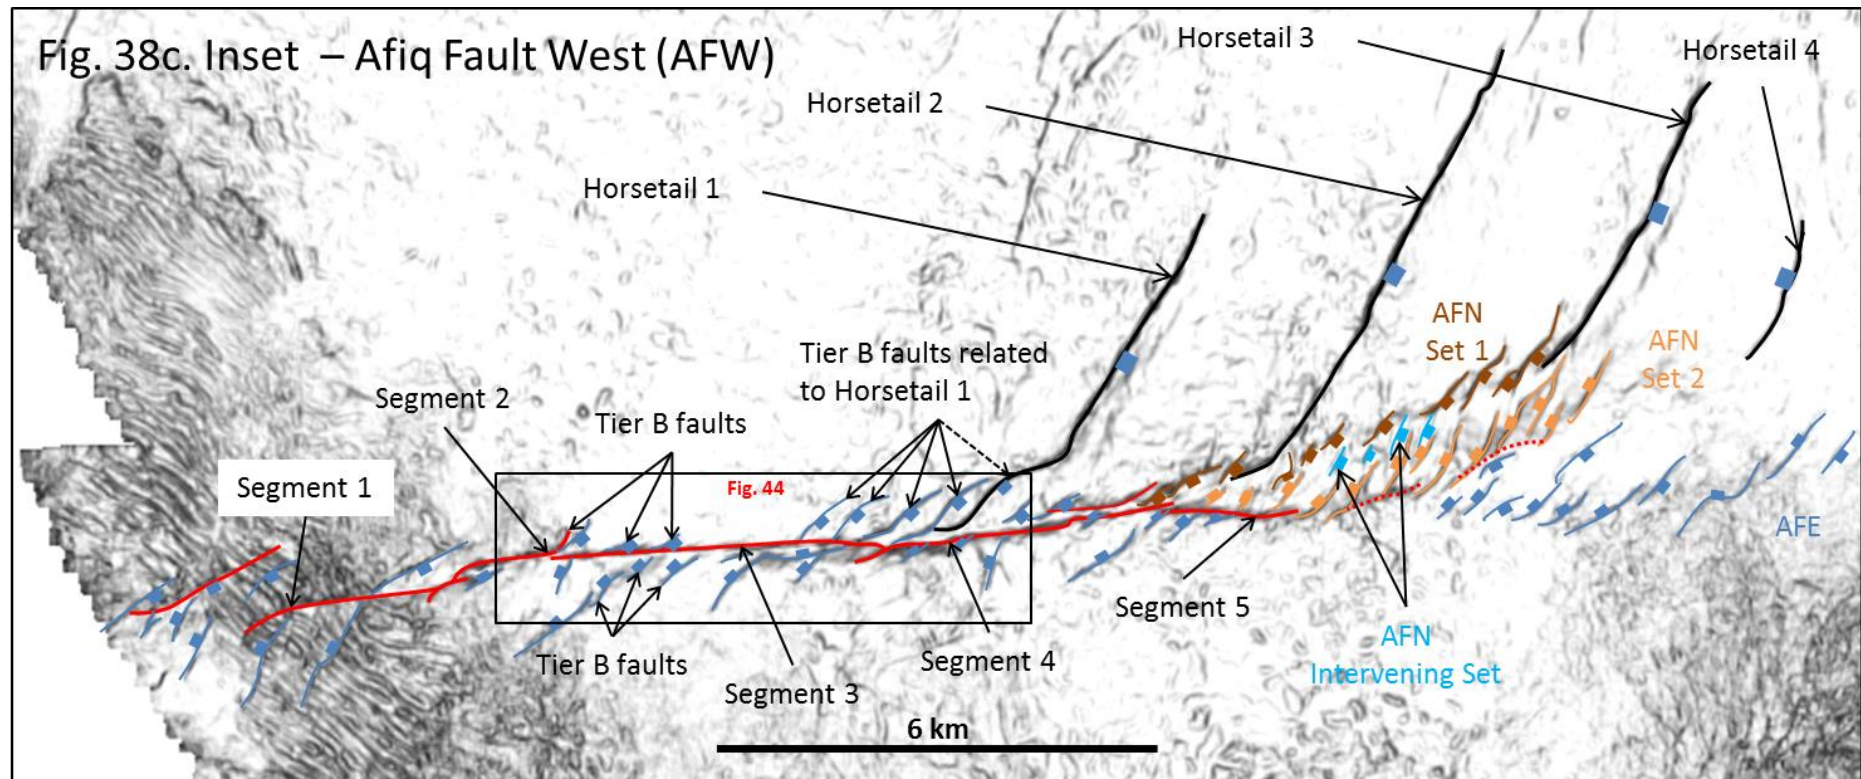 Fig. 38c. Inset – Afiq Fault West (AFW)
Horsetail 3
Horsetail 4
Horsetail 2
Horsetail 1
AFN
Set 1
AFN
Set 2
Tier B faults related
to Horsetail 1
Segment 2
Tier B faults
Segment 1
Fig. 44
AFE
Segment 5
AFN
Intervening Set
Tier B faults
Segment 4
Segment 3
6 km